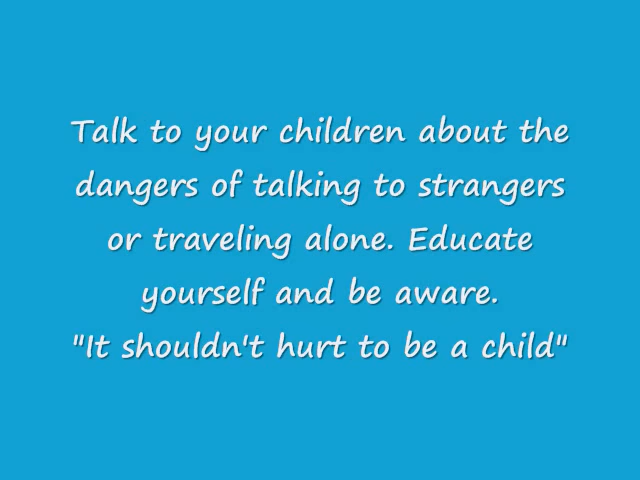 Talk to your children about the
dangers of talking to strangers
or traveling alone. Educate
yourself and be aware.
"It shouldn't hurt to be a child"